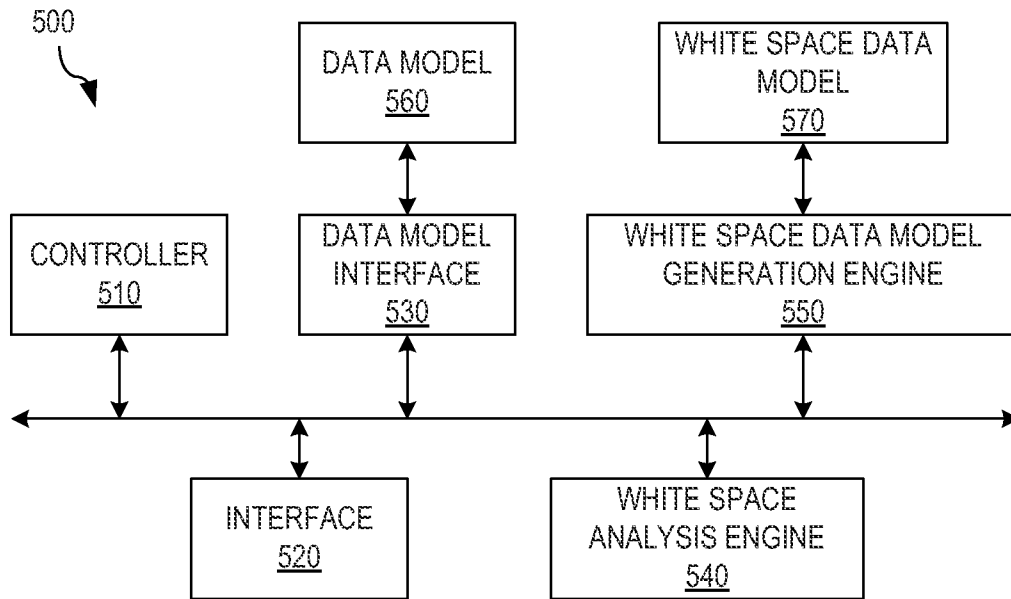 500
DATA MODEL
560
WHITE SPACE DATA
MODEL
570
CONTROLLER
510
DATA MODEL
INTERFACE
530
WHITE SPACE DATA MODEL
GENERATION ENGINE
550
INTERFACE
520
WHITE SPACE
ANALYSIS ENGINE
540